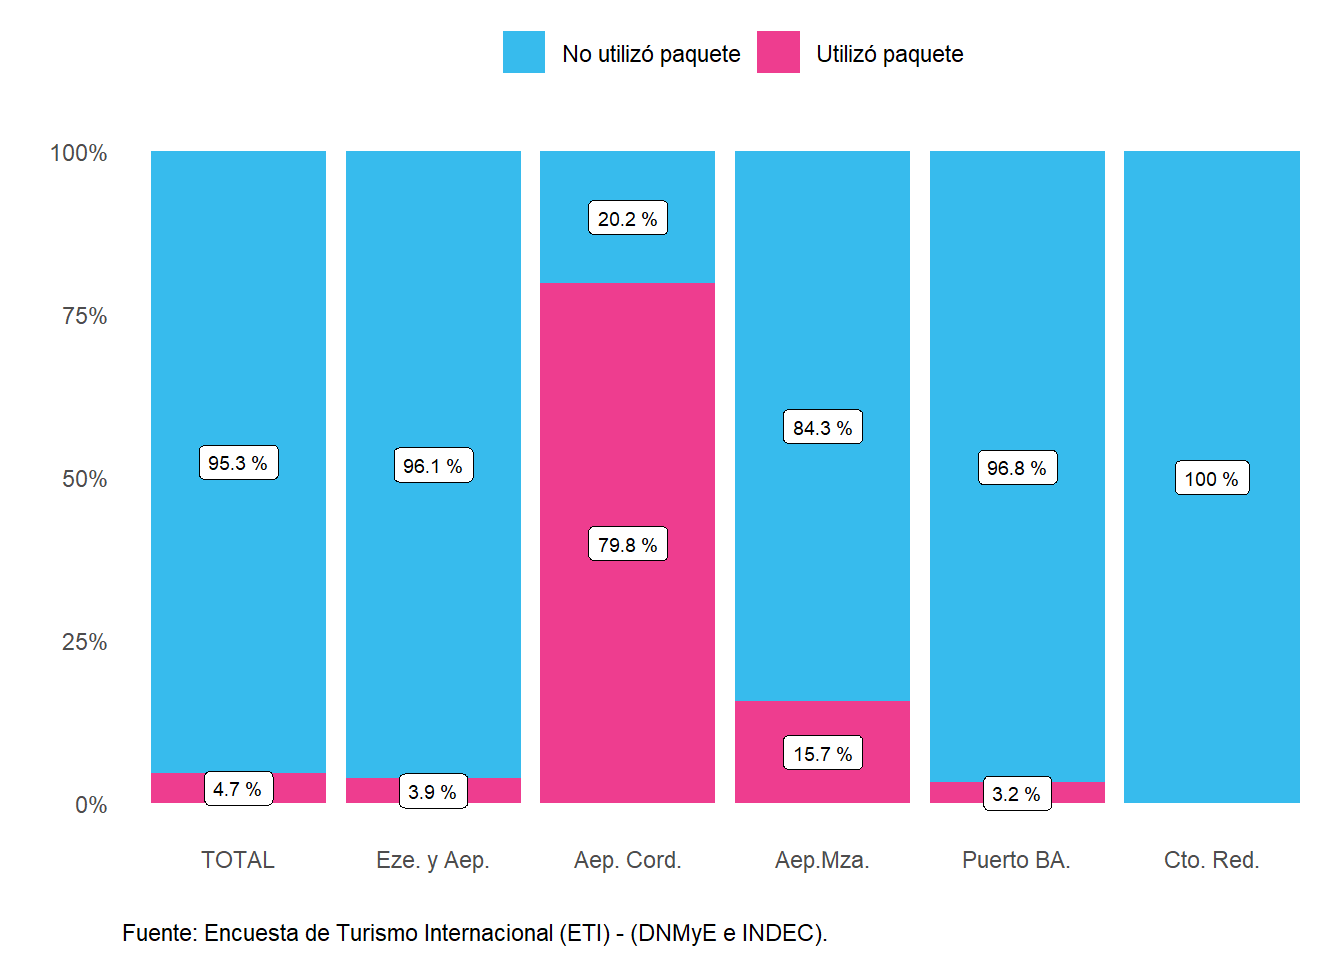 No utilizó paquete Utilizó paquete
100%
75%
50%
25%
0%
20.2 %
84.3 %
95.3 % 96.1 % 96.8 % 100 %
79.8 %
15.7 %
4.7 % 3.9 % 3.2 %
TOTAL Eze. y Aep. Aep. Cord. Aep.Mza. Puerto BA. Cto. Red.
Fuente: Encuesta de Turismo Internacional (ETI) - (DNMyE e INDEC).